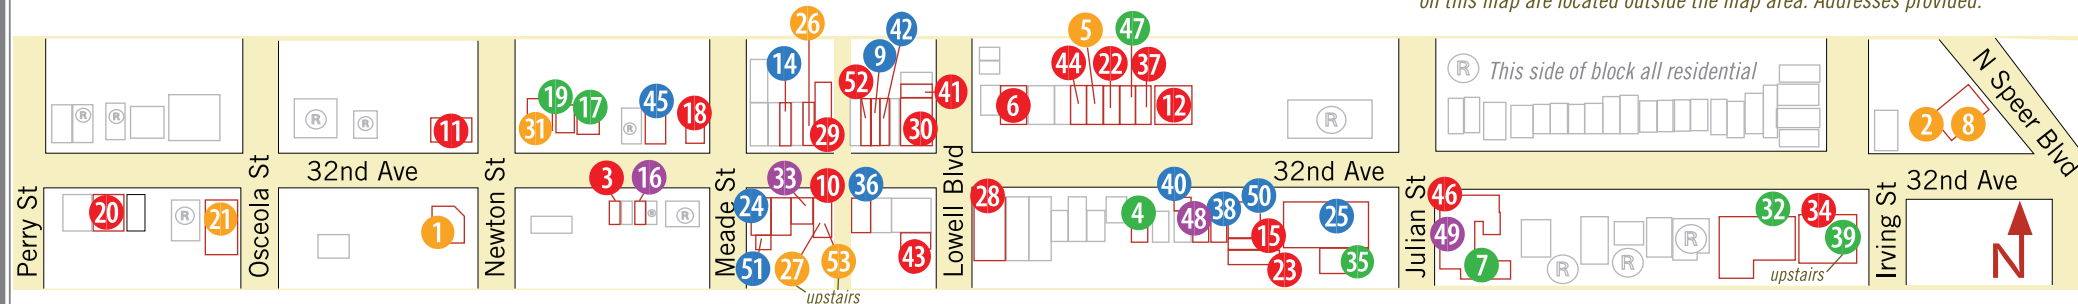 on this map are located outside the map area. Addresses provided.
26
42
5
47
14
9
44
22
37
52
41
R
This side of block all residential
N Speer Blvd
19
17
45
18
6
12
R
R
R
R
11
31
R
29
30
R
2
8
Perry St
Osceola St
32nd Ave
Newton St
3
16
Meade St
33
10
36
Lowell Blvd
32nd Ave
Julian St
Irving St
32nd Ave
20
R
21
1
R
R
24
28
4
40
48
38
50
25
46
32
34
49
R
39
51
27
53
43
15
23
35
7
R
R
upstairs
upstairs
N